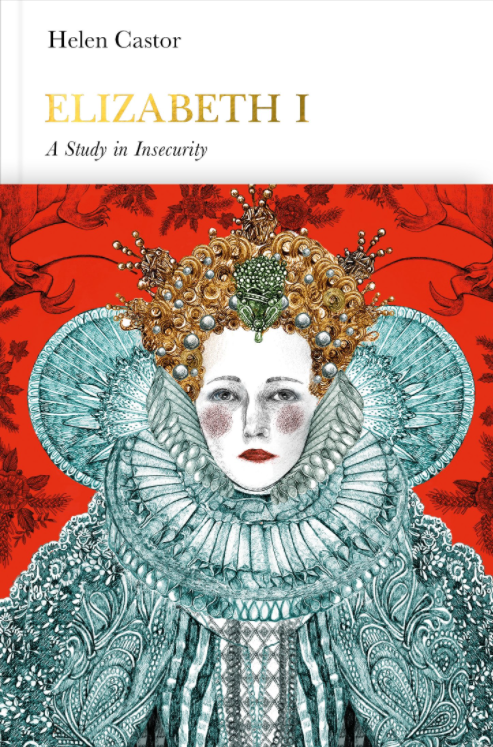 Helen Castor
ELIZABETH I
A Study in Insecurity